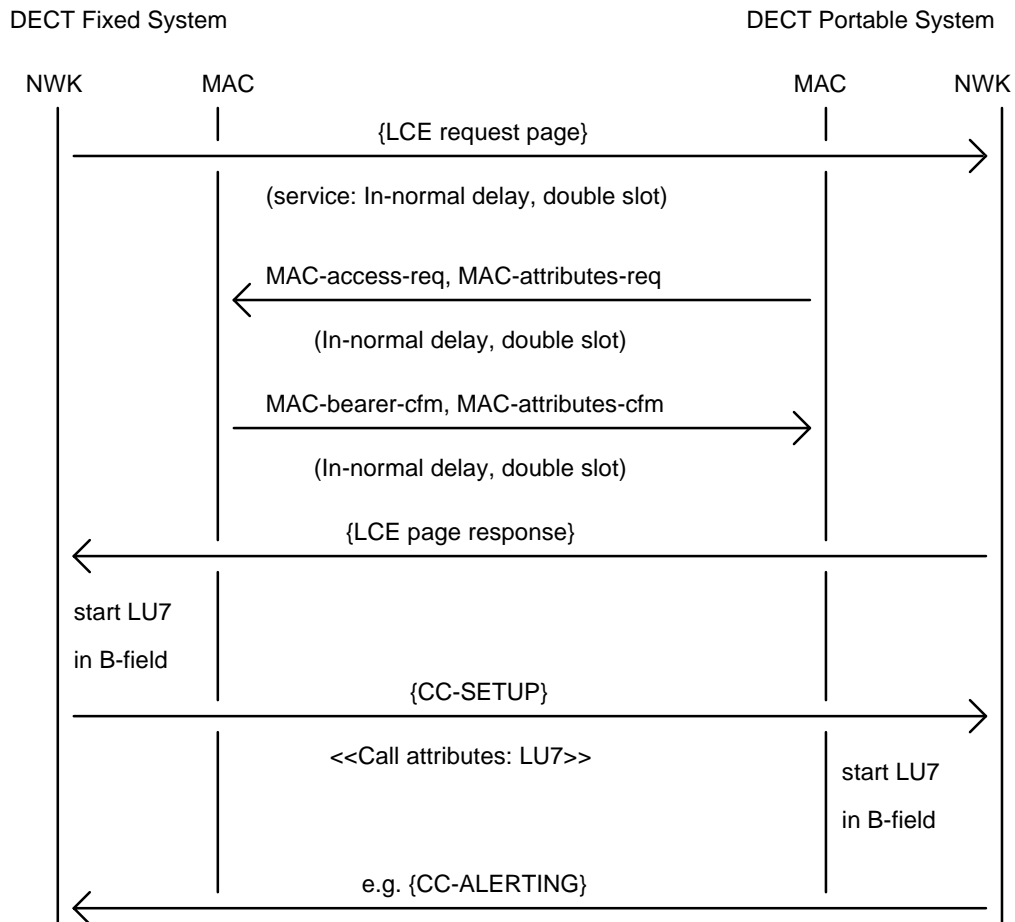 DECT Fixed System
DECT Portable System
NWK
MAC
MAC
NWK
{LCE request page}
(service: In-normal delay, double slot)
MAC-access-req, MAC-attributes-req
(In-normal delay, double slot)
MAC-bearer-cfm, MAC-attributes-cfm
(In-normal delay, double slot)
{LCE page response}
start LU7
in B-field
{CC-SETUP}
<<Call attributes: LU7>>
start LU7
in B-field
e.g. {CC-ALERTING}